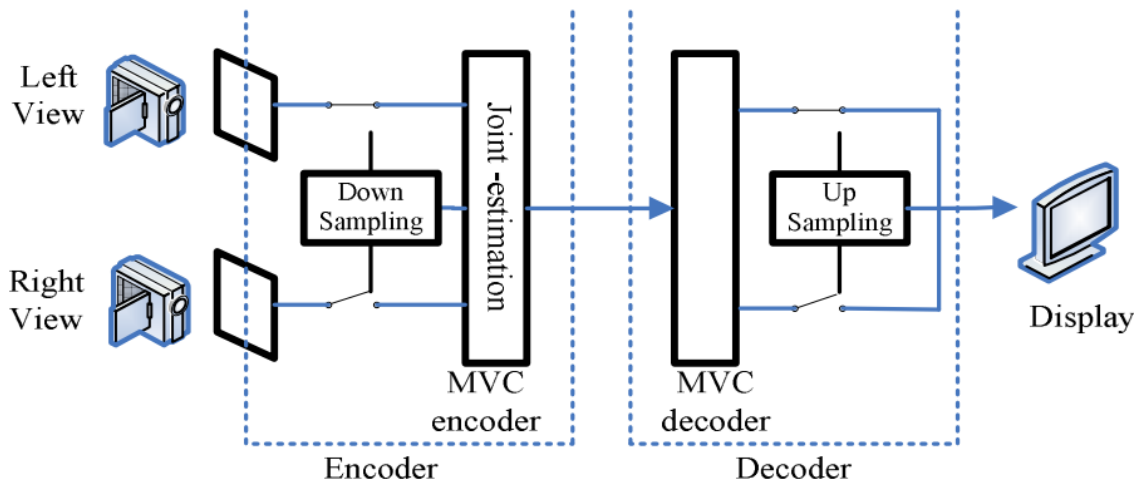 Left
View
Right
View
Down
Sampling
Joint -estimation
MVC
encoder
Encoder
MVC
decoder
Up
Sampling
Decoder
Display